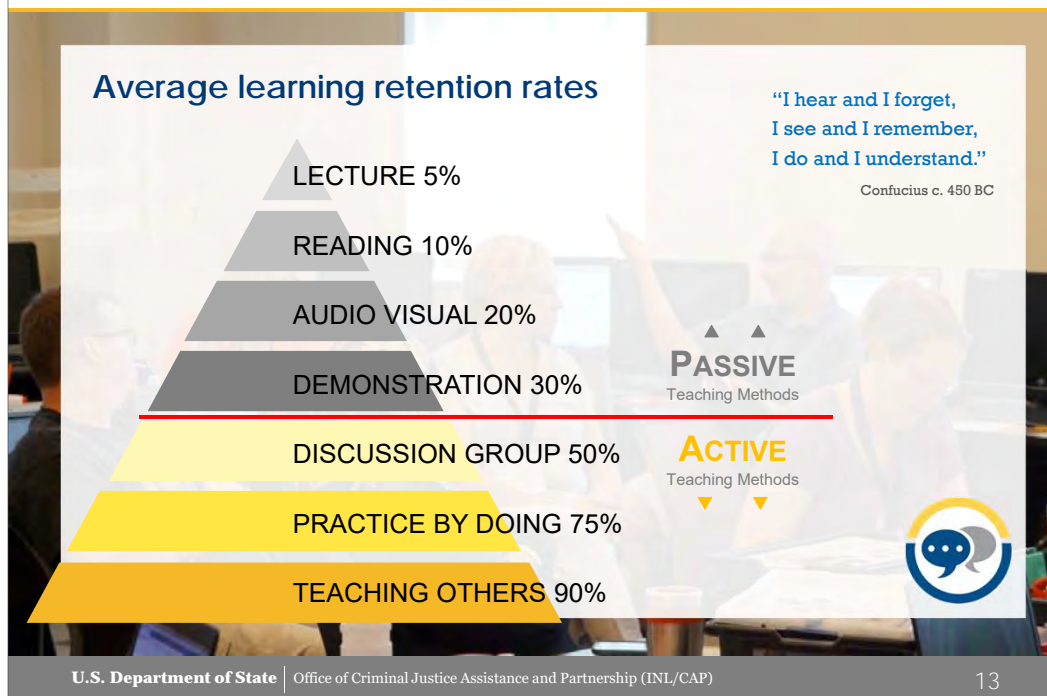 Average learning retention rates
“I hear and I forget,
I see and I remember,
I do and I understand.”
Confucius c. 450 BC
LECTURE 5%
READING 10%
AUDIO VISUAL 20%
DEMONSTRATION 30%
PASSIVE
Teaching Methods
ACTIVE
Teaching Methods
DISCUSSION GROUP 50%
PRACTICE BY DOING 75%
TEACHING OTHERS 90%
U.S. Department of State | Office of Criminal Justice Assistance and Partnership (INL/CAP)
13